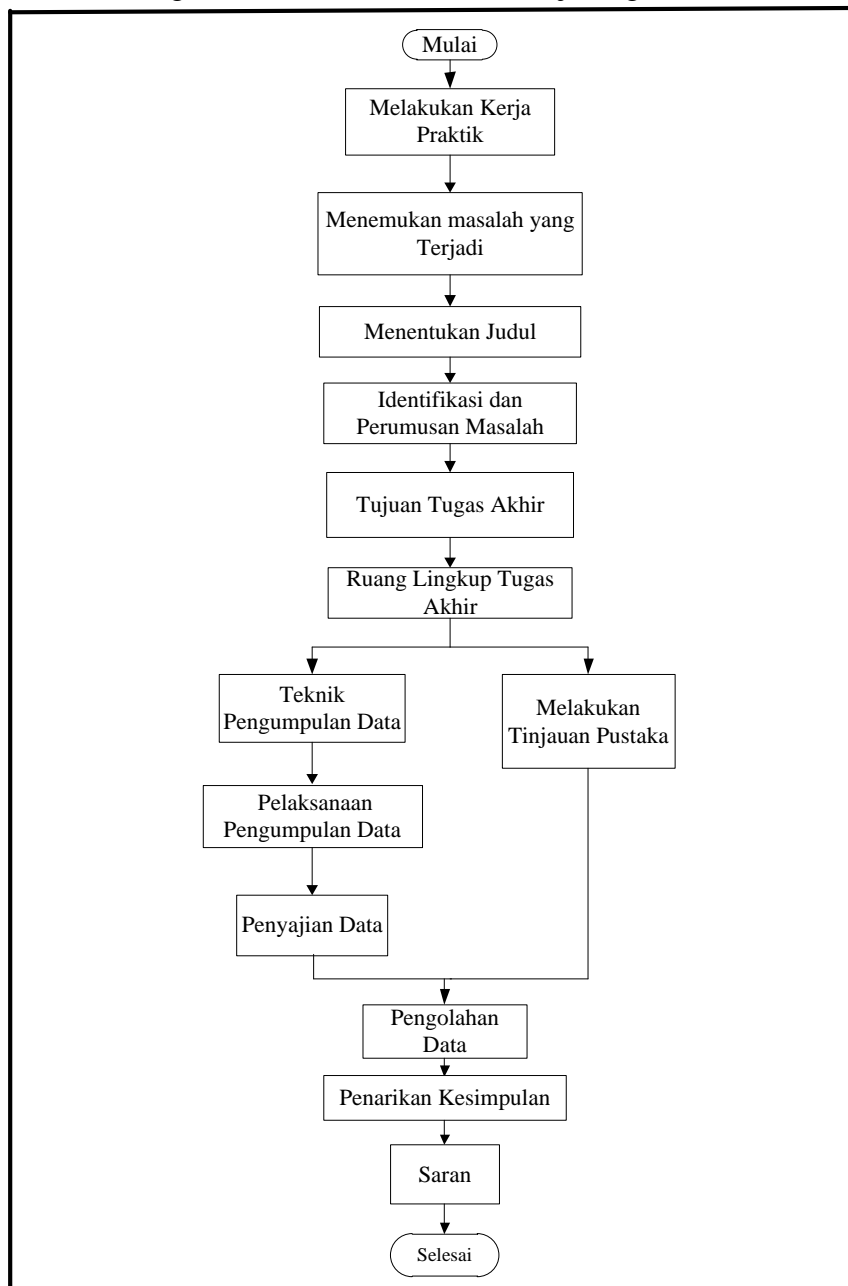 Mulai
Melakukan Kerja
Praktik
Menemukan masalah yang
Terjadi
Menentukan Judul
Identifikasi dan
Perumusan Masalah
Tujuan Tugas Akhir
Ruang Lingkup Tugas
Akhir
Teknik
Pengumpulan Data
Melakukan
Tinjauan Pustaka
Pelaksanaan
Pengumpulan Data
Penyajian Data
Pengolahan
Data
Penarikan Kesimpulan
Saran
Selesai